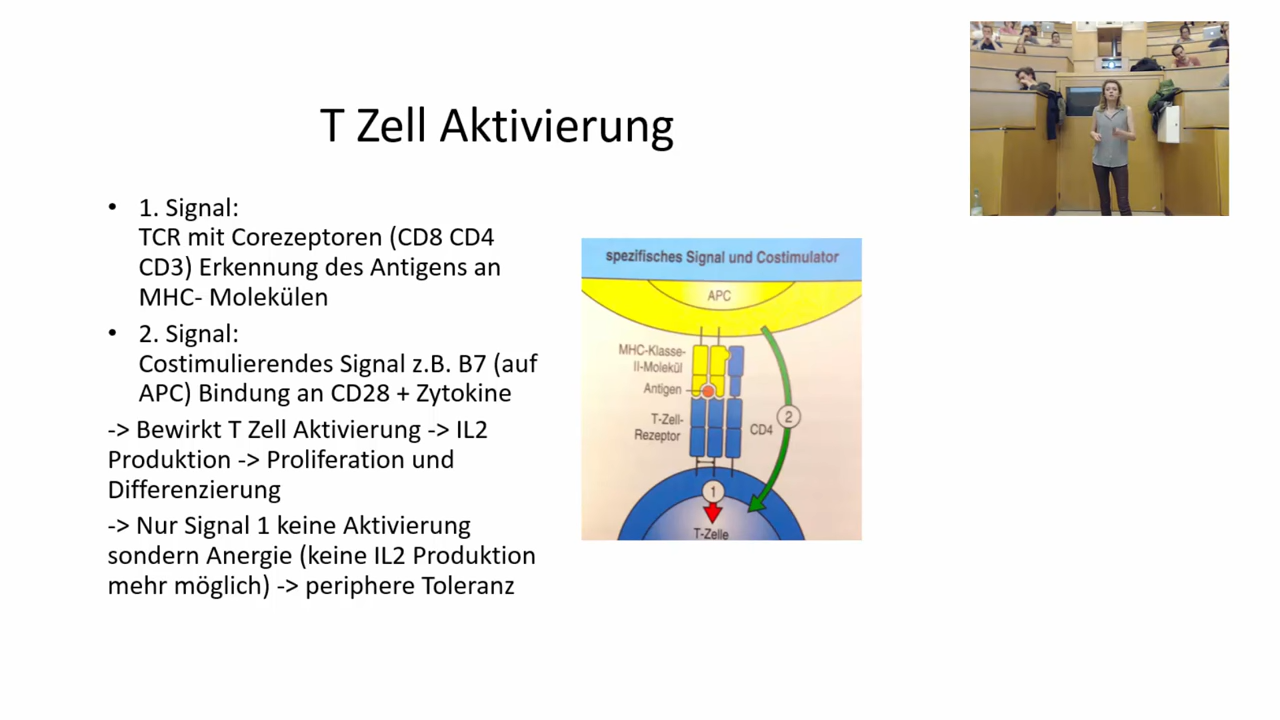 T Zell Aktivierung
• 1. Signal:
TCR mit Corezeptoren (CD8 CD4
CD3) Erkennung des Antigens an
MHC- Molekülen
• 2. Signal:
Costimulierendes Signal z.B. B7 (auf
APC) Bindung an CD28 + Zytokine
-> Bewirkt T Zell Aktivierung -> IL2
Produktion -> Proliferation und
Differenzierung
-> Nur Signal 1 keine Aktivierung
sondern Anergie (keine IL2 Produktion
mehr möglich) -> periphere Toleranz
spezifisches Signal und Costimulator
APC
MHC-Klasse-
II-Molekül
Antigen
T-Zell-
Rezeptor
CD4
2
1
T-Zelle